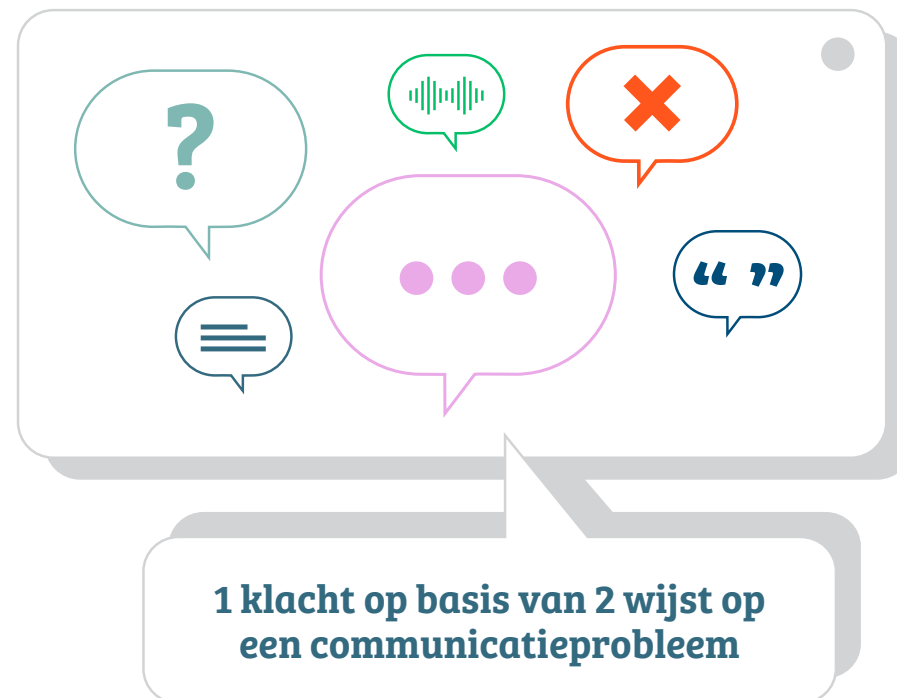 ?
“ ”
1 klacht op basis van 2 wijst op
een communicatieprobleem